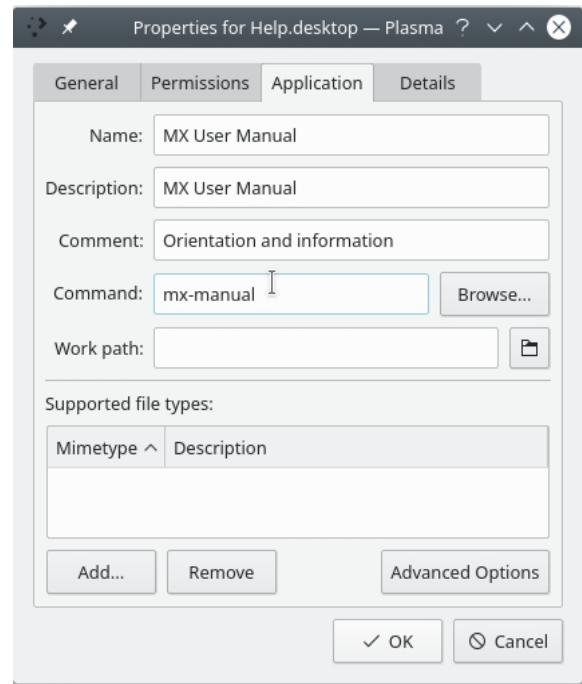 Properties for Help.desktop — Plasma ?
General Permissions Application Details
Name: MX User Manual
Description: MX User Manual
Comment: Orientation and information
Command: mx-manual Browse...
Work path:
Supported file types:
Mimetype Description
Add... Remove Advanced Options
OK Cancel